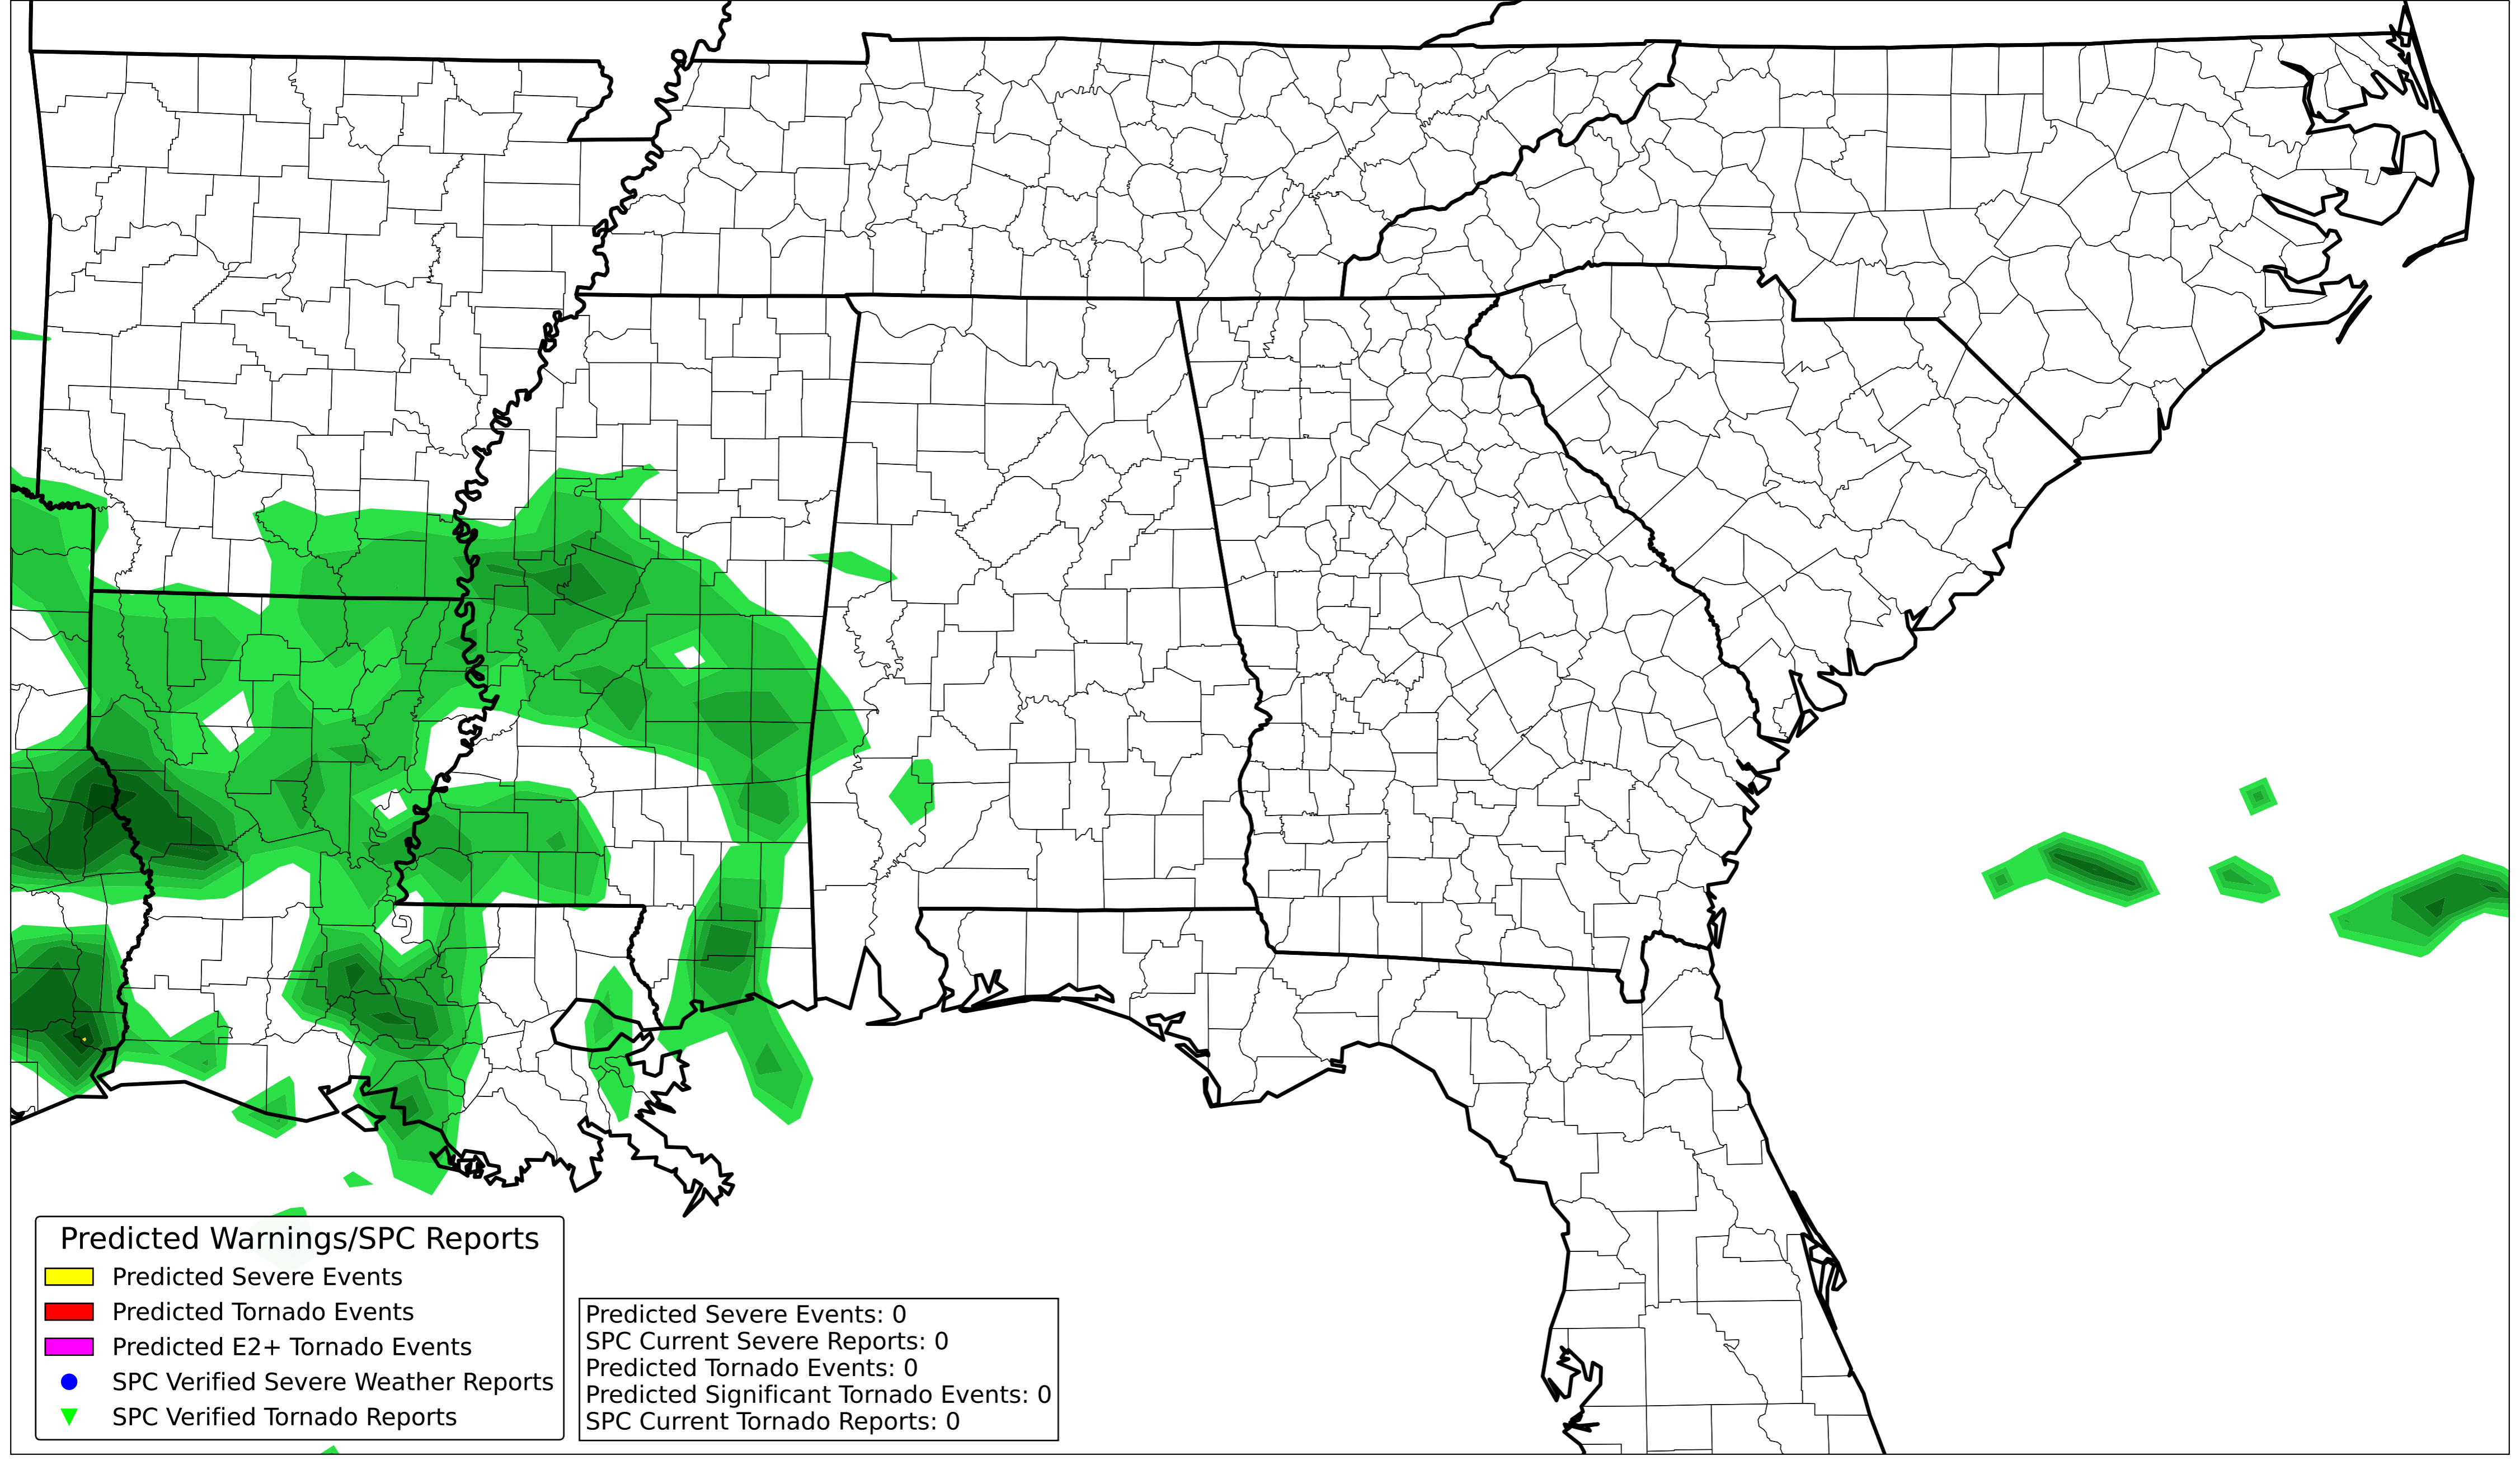 Predicted Warnings/SPC Reports
Predicted Severe Events
Predicted Tornado Events
Predicted E2+ Tornado Events
SPC Verified Severe Weather Reports
SPC Verified Tornado Reports
Predicted Severe Events: 0
SPC Current Severe Reports: 0
Predicted Tornado Events: 0
Predicted Significant Tornado Events: 0
SPC Current Tornado Reports: 0